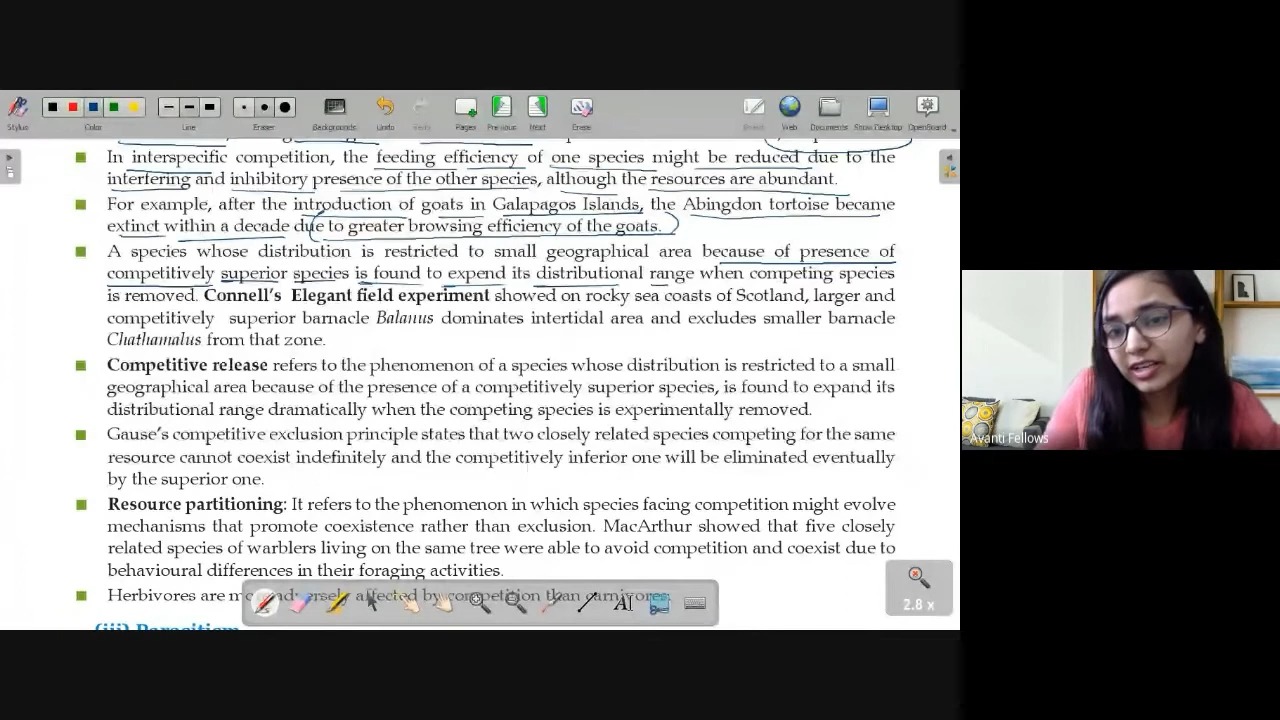 Stylus
Color
Line
Eraser
Backgrounds
Undo
Pages
Previous
Next
Erase
Web
Documents
Show Desktop
OpenBoard
In interspecific competition, the feeding efficiency of one species might be reduced due to the
interfering and inhibitory presence of the other species, although the resources are abundant.
For example, after the introduction of goats in Galapagos Islands, the Abingdon tortoise became
extinct within a decade due to greater browsing efficiency of the goats.
A species whose distribution is restricted to small geographical area because of presence of
competitively superior species is found to expend its distributional range when competing species
is removed. Connell's Elegant field experiment showed on rocky sea coasts of Scotland, larger and
competitively superior barnacle Balanus dominates intertidal area and excludes smaller barnacle
Chathamalus from that zone.
Competitive release refers to the phenomenon of a species whose distribution is restricted to a small
geographical area because of the presence of a competitively superior species, is found to expand its
distributional range dramatically when the competing species is experimentally removed.
Gause's competitive exclusion principle states that two closely related species competing for the same
resource cannot coexist indefinitely and the competitively inferior one will be eliminated eventually
by the superior one.
Resource partitioning: It refers to the phenomenon in which species facing competition might evolve
mechanisms that promote coexistence rather than exclusion. MacArthur showed that five closely
related species of warblers living on the same tree were able to avoid competition and coexist due to
behavioural differences in their foraging activities.
Herbivores are more adversely affected by competition than carnivores.
(iii) Parasitism
2.8 x
Avanti Fellows